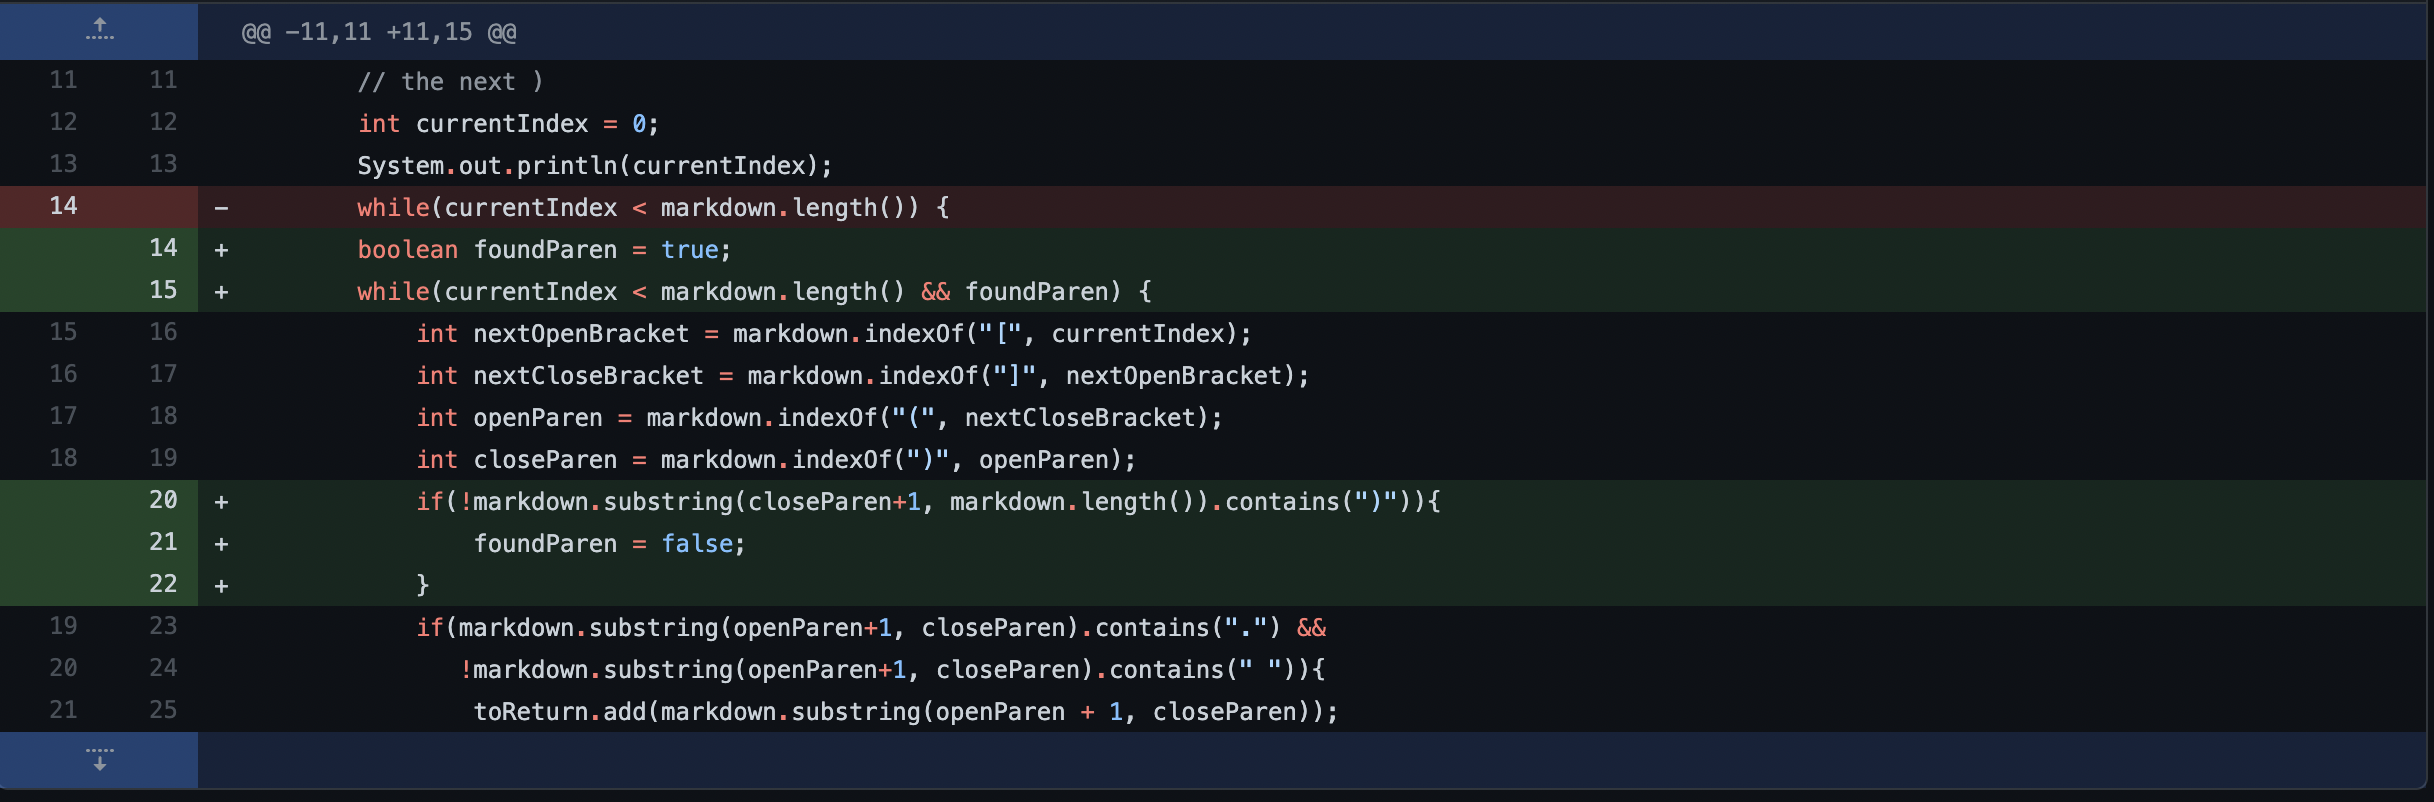 @@ -11,11 +11,15 @@
11 11 // the next )
12 12 int currentIndex = 0;
13 13 System.out.println(currentIndex);
14 - while(currentIndex < markdown.length()) {
14 + boolean foundParen = true;
15 + while(currentIndex < markdown.length() && foundParen) {
15 16 int nextOpenBracket = markdown.indexOf("[", currentIndex);
16 17 int nextCloseBracket = markdown.indexOf("]", nextOpenBracket);
17 18 int openParen = markdown.indexOf("(", nextCloseBracket);
18 19 int closeParen = markdown.indexOf(")", openParen);
20 + if(!markdown.substring(closeParen+1, markdown.length()).contains(")")){
21 + foundParen = false;
22 + }
19 23 if(markdown.substring(openParen+1, closeParen).contains(".") &&
20 24 !markdown.substring(openParen+1, closeParen).contains(" ")){
21 25 toReturn.add(markdown.substring(openParen + 1, closeParen));